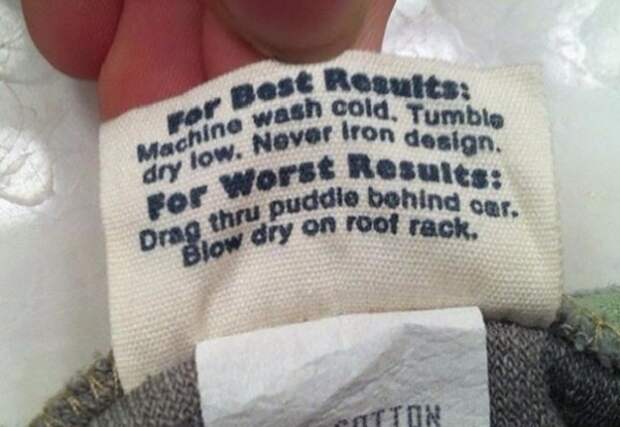 For Best Results:
Machine wash cold. Tumble
dry low. Never iron design.
For Worst Results:
Drag thru puddle behind car.
Blow dry on roof rack.
COTTON